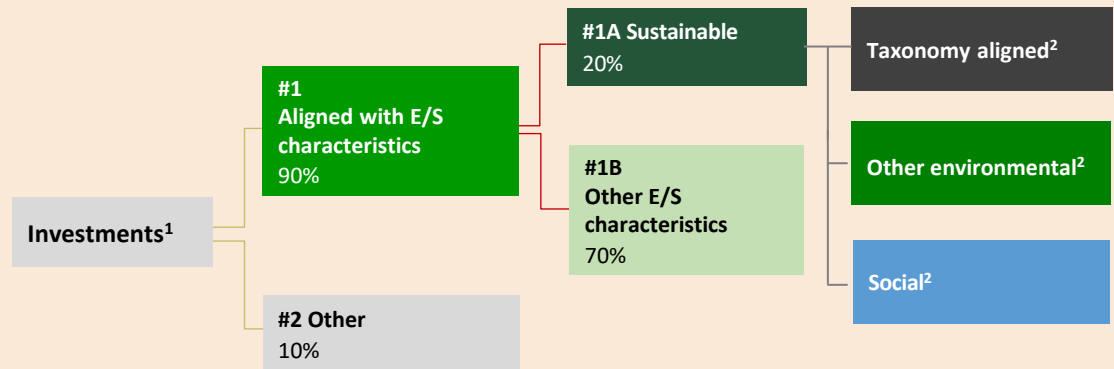 Investments¹
#1
Aligned with E/S
characteristics
90%
#2 Other
10%
#1A Sustainable
20%
#1B
Other E/S
characteristics
70%
Taxonomy aligned²
Other environmental²
Social²